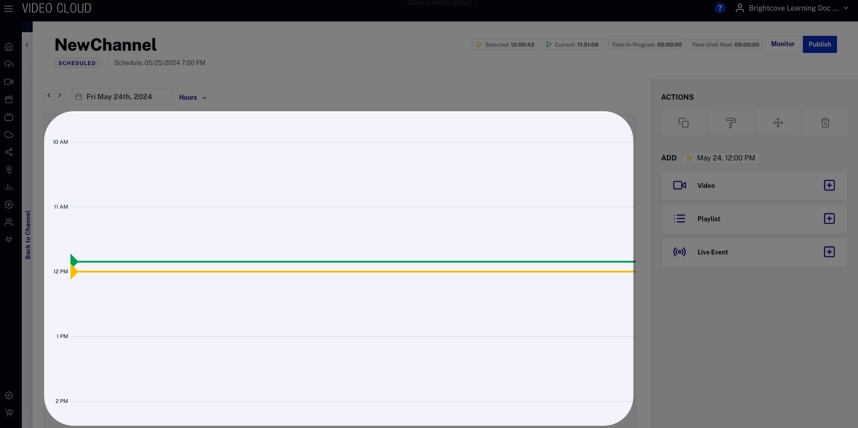 VIDEO CLOUD
? Brightcove Learning Doc ...
NewChannel
Selected 12:00:43 Current 11:51:08 Time In Program 00:00:00 Time Until Next 00:00:00 Monitor Publish
SCHEDULED Schedule: 05/25/2024 7:00 PM
Fri May 24th, 2024 Hours
10 AM
11 AM
12 PM
1 PM
2 PM
Back to Channel
ACTIONS
ADD May 24, 12:00 PM
Video
Playlist
Live Event